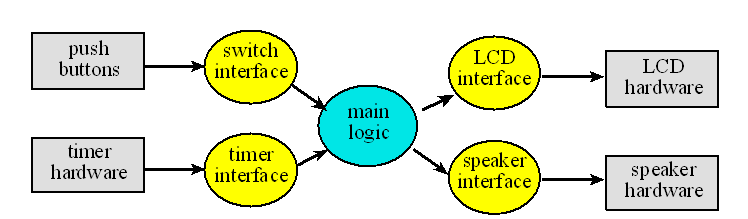 push
buttons
switch
interface
LCD
interface
LCD
hardware
main
logic
timer
hardware
timer
interface
speaker
interface
speaker
hardware